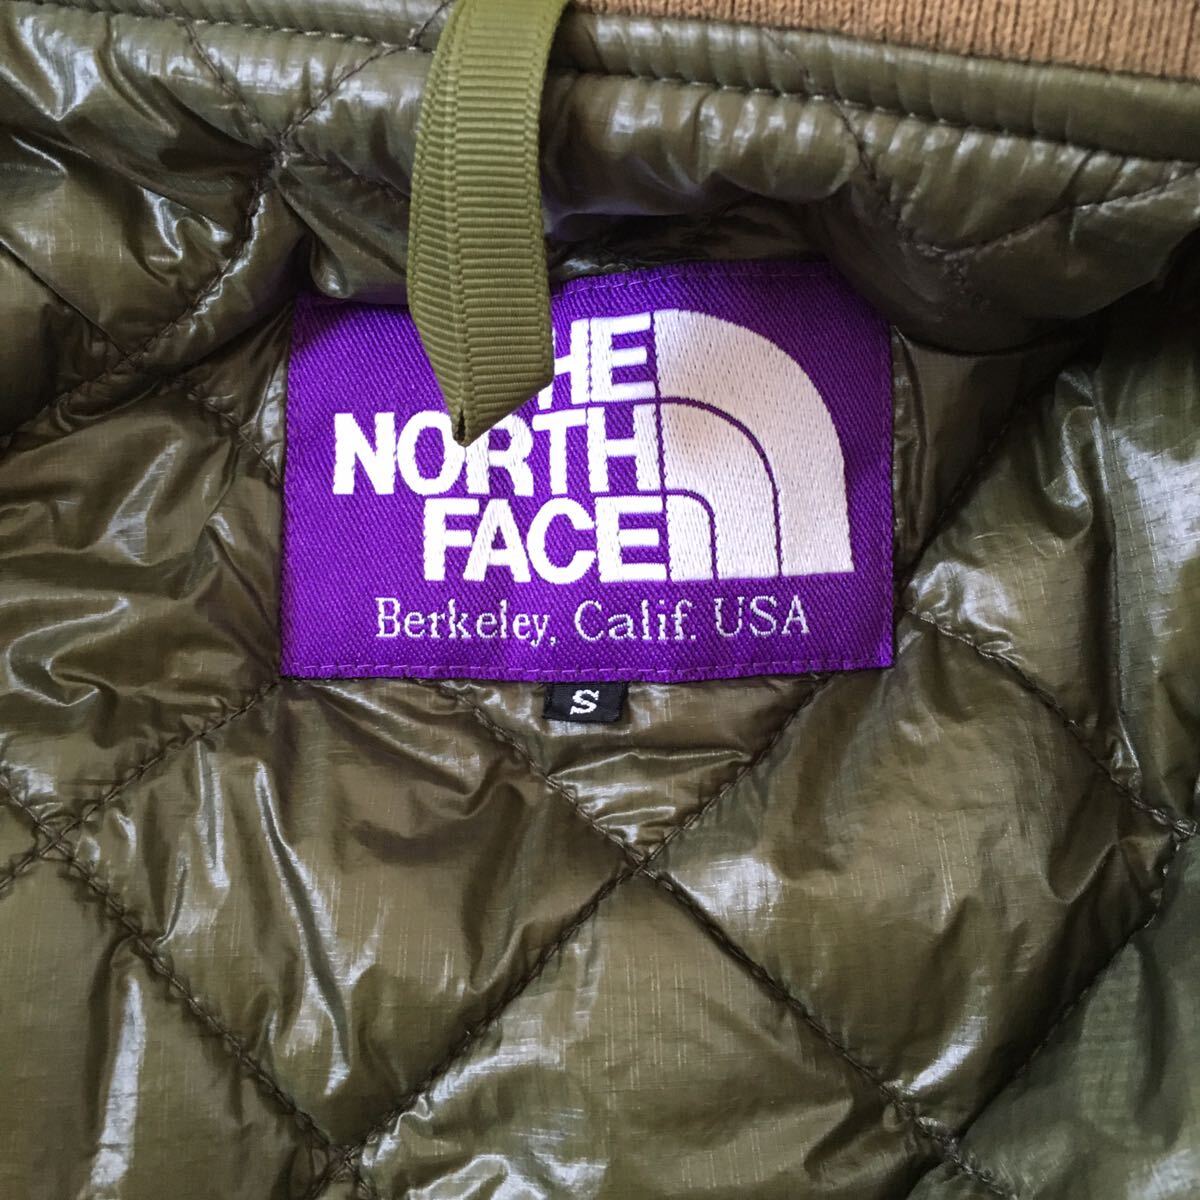 THE
NORTH
FACE
Berkeley, Calif. USA
S